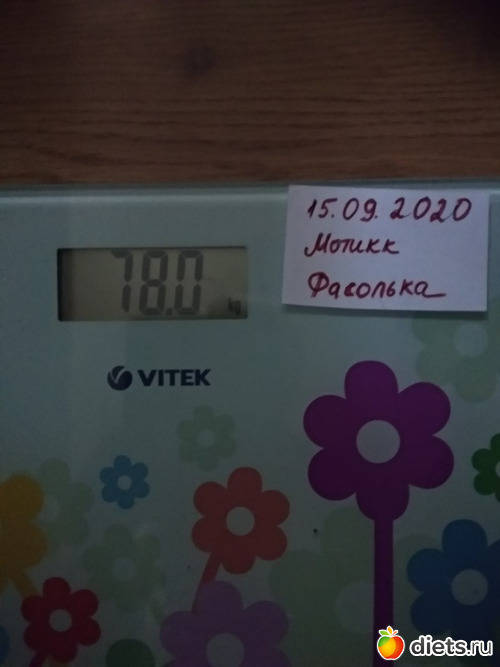 15.09.2020
Мотикк
Фасолька
78.0
kg
VITEK
diets.ru